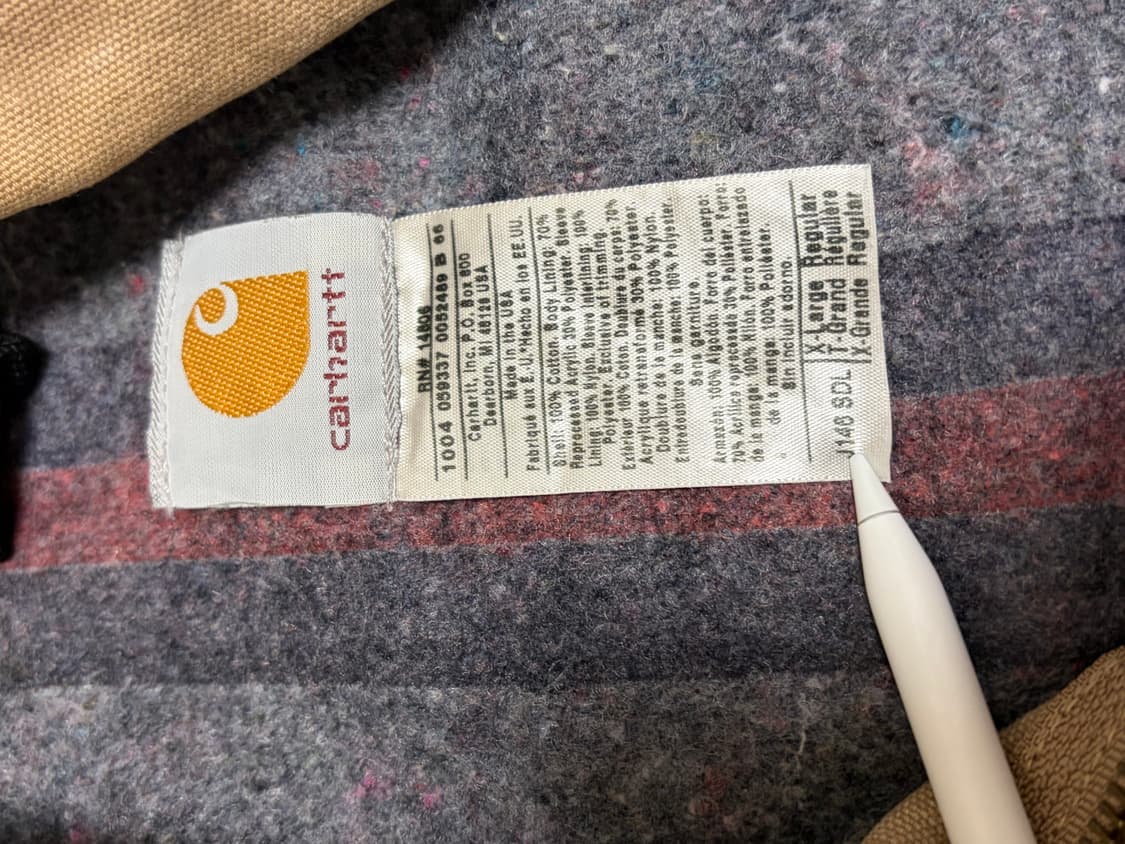 carhartt
RN# 14806
1004 059337 0052489 B 66
Carhartt, Inc. P.O. Box 600
Dearborn, MI 48126 USA
Made in the USA
Fabriqué aux E. U.*Hecho en los EE.UU.
Shell: 100% Cotton. Body Lining: 70%
Reprocessed Acrylic 30% Polyester. Sleeve
Lining 100% Nylon. Sleeve Interlining 100%
Polyester. Exclusive of trimming.
Extérieur 100% Coton. Doublure du corps: 70%
Acrylique retransformé 30% Polyester.
Doublure de la manche: 100% Nylon.
Entredoublure de la manche: 100% Polyester.
Sans garniture.
Armazón: 100% Algodón. Forro del cuerpo:
70% Acrílico reprocesado 30% Poliéster. Forro:
de la manga: 100% Nillon. Forro entrelazado
de la manga: 100% Poliéster.
Sin incluir adorno.
X-Large Regular
T-Grand Régulière
J146 SDL X-Grande Regular